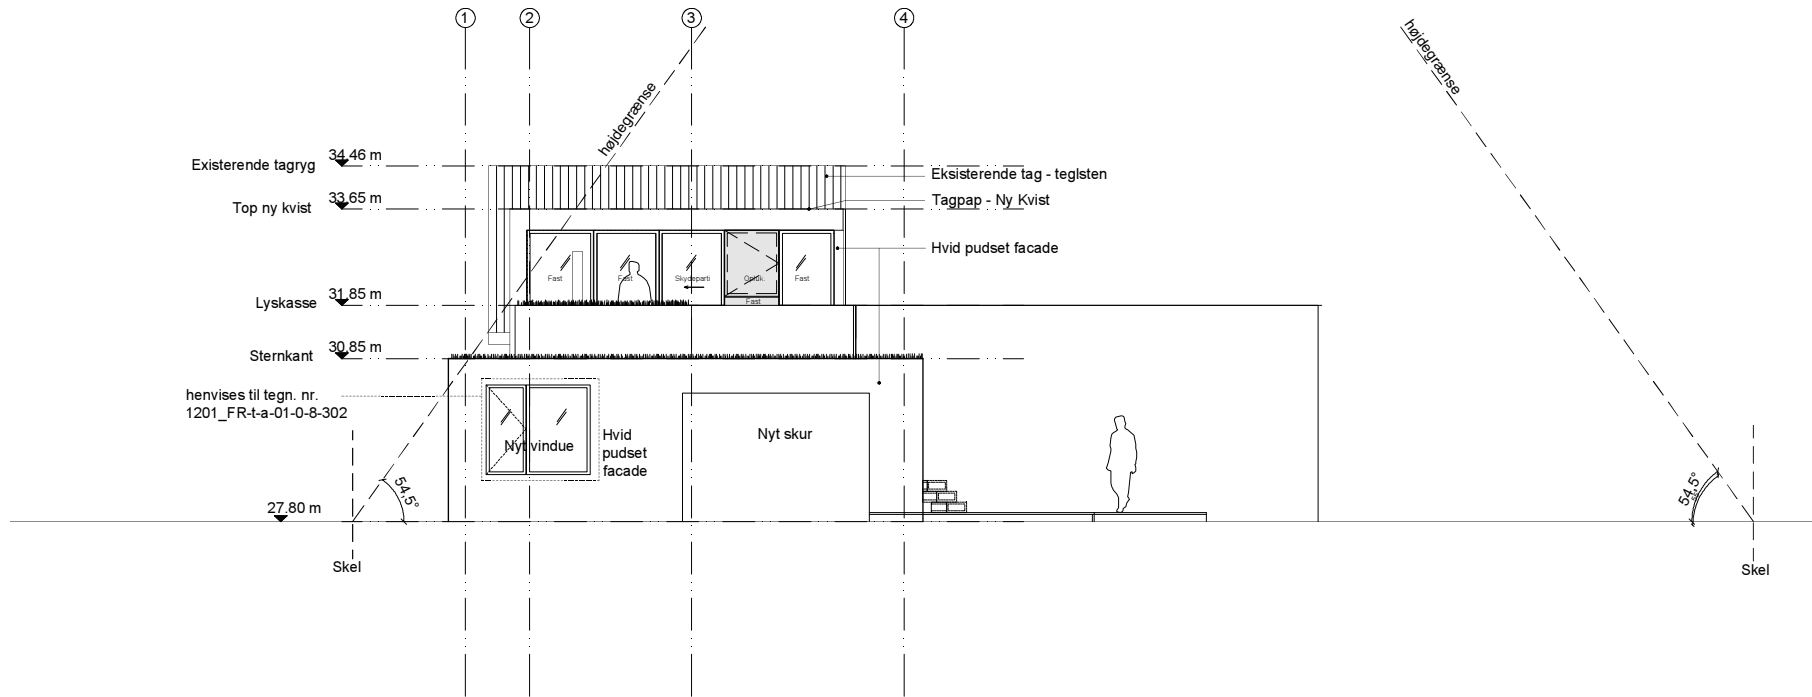 1
2
3
4
højdegrænse
højdegrænse
34.46 m
Existerende tagryg
33.65 m
Top ny kvist
31.85 m
Lyskasse
30.85 m
Sternkant
henvises til tegn. nr.
1201_FR-t-a-01-0-8-302
27.80 m
Eksisterende tag - teglsten
Tagpap - Ny Kvist
Hvid pudset facade
Fast
Fast
Skydeparti
Opluk.
Fast
Fast
Nyt vindue
Hvid
pudset
facade
Nyt skur
54,5°
54,5°
Skel
Skel